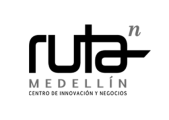 ruta n
MEDELLÍN
CENTRO DE INNOVACIÓN Y NEGOCIOS